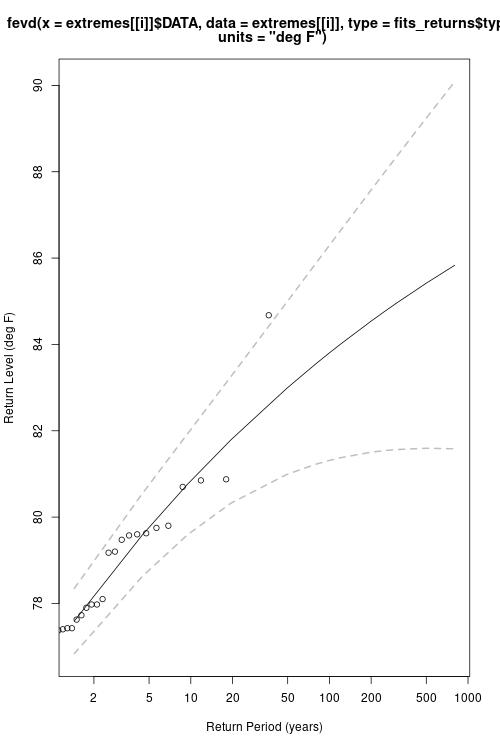 fevd(x = extremes[[i]]$DATA, data = extremes[[i]], type = fits_returns$typ
units = "deg F")
90
88
86
84
82
80
78
Return Level (deg F)
2 5 10 20 50 100 200 500 1000
Return Period (years)